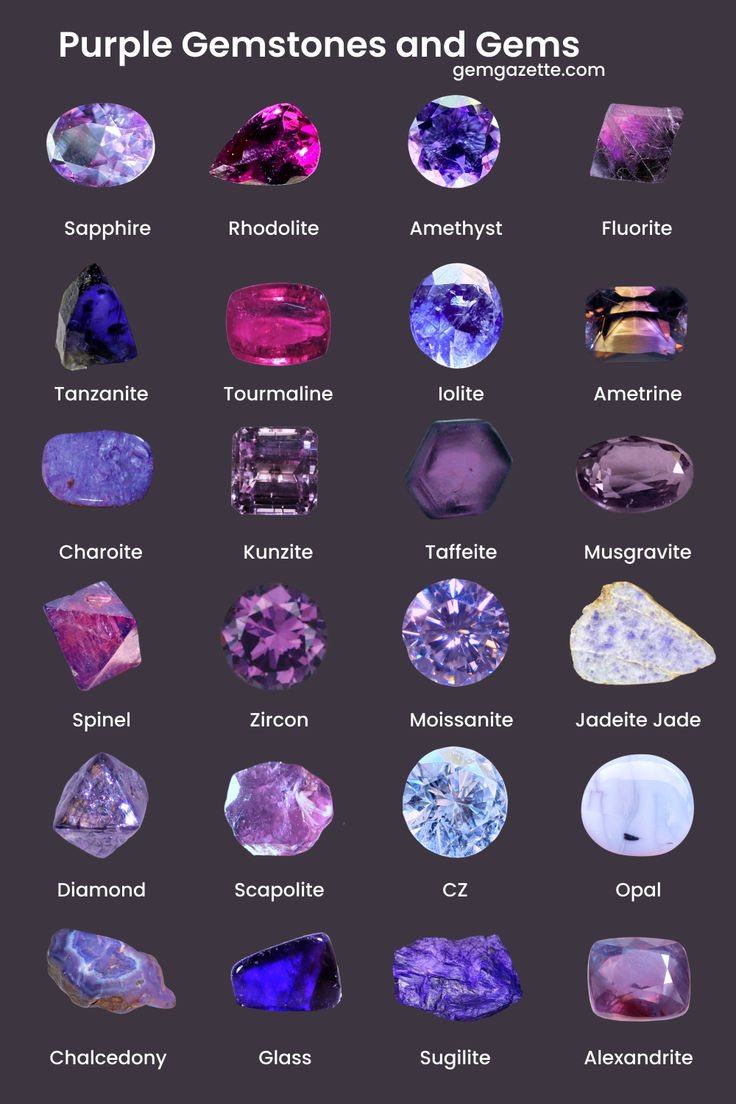 Purple Gemstones and Gems
gemgazette.com
Sapphire
Rhodolite
Amethyst
Fluorite
Tanzanite
Tourmaline
Iolite
Ametrine
Charoite
Kunzite
Taffeite
Musgravite
Spinel
Zircon
Moissanite
Jadeite Jade
Diamond
Scapolite
CZ
Opal
Chalcedony
Glass
Sugilite
Alexandrite